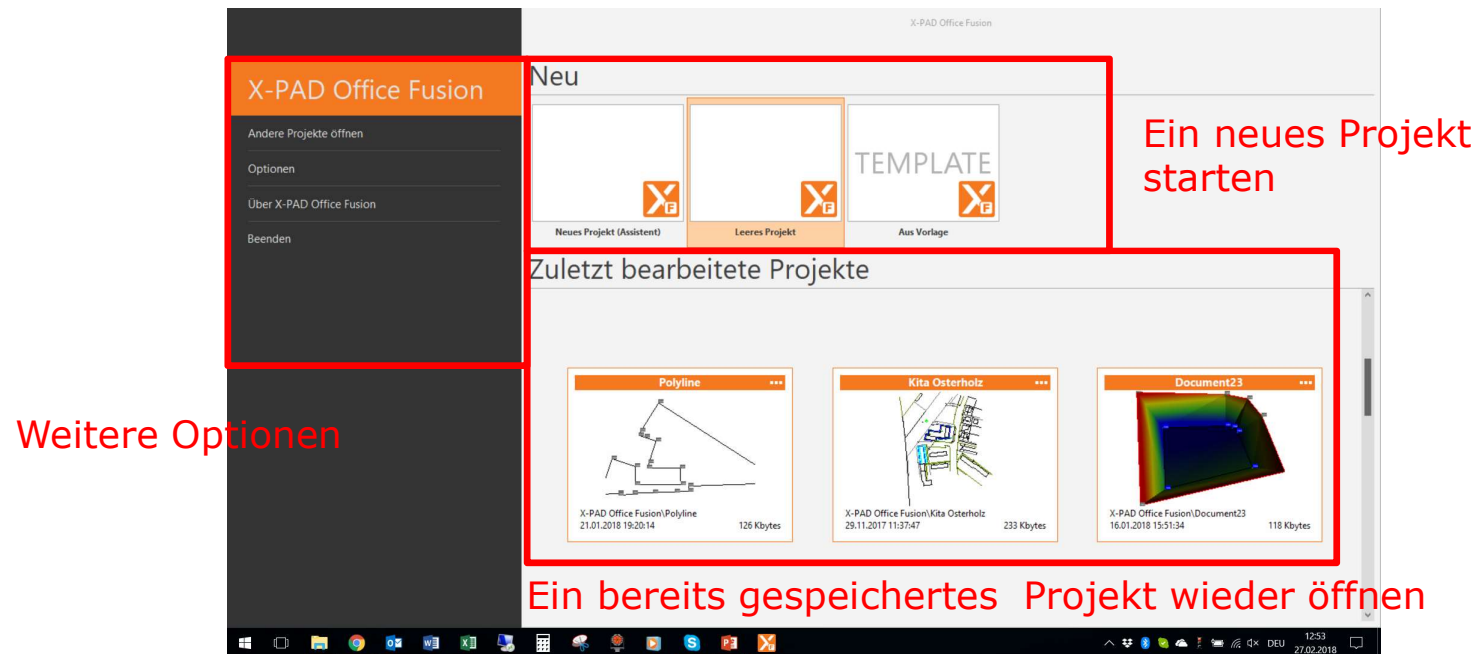 X-PAD Office Fusion
X-PAD Office Fusion
Andere Projekte öffnen
Optionen
Über X-PAD Office Fusion
Beenden
Weitere Optionen
Neu
TEMPLATE
F
F
F
Neues Projekt (Assistent)
Leeres Projekt
Aus Vorlage
Ein neues Projekt
starten
Zuletzt bearbeitete Projekte
Polyline
X-PAD Office Fusion\Polyline
21.01.2018 19:20:14 126 Kbytes
Kita Osterholz
X-PAD Office Fusion\Kita Osterholz
29.11.2017 11:37:47 233 Kbytes
Document23
X-PAD Office Fusion\Document23
16.01.2018 15:51:34 118 Kbytes
Ein bereits gespeichertes Projekt wieder öffnen
DEU
12:53
27.02.2018